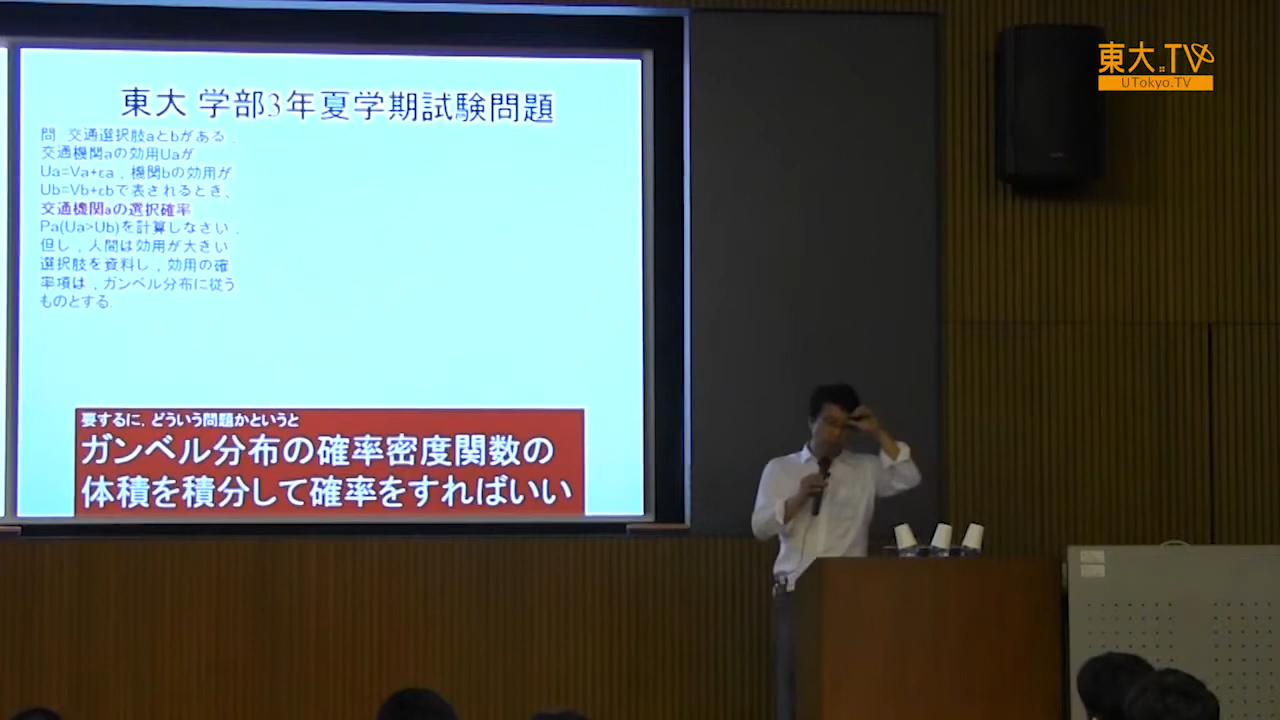 東大 学部3年夏学期試験問題
問 交通選択肢aとbがある．
交通機関aの効用Uaが
Ua=Va+εa，機関bの効用が
Ub=Vb+εbで表されるとき、
交通機関aの選択確率
Pa(Ua>Ub)を計算しなさい．
但し，人間は効用が大きい
選択肢を資料し，効用の確
率項は，ガンベル分布に従う
ものとする.
要するに，どういう問題かというと
ガンベル分布の確率密度関数の
体積を積分して確率をすればいい
東大.TV
UTokyo.TV